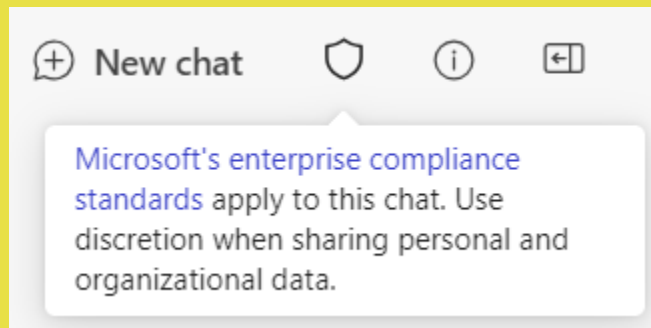 New chat
Microsoft's enterprise compliance
standards apply to this chat. Use
discretion when sharing personal and
organizational data.